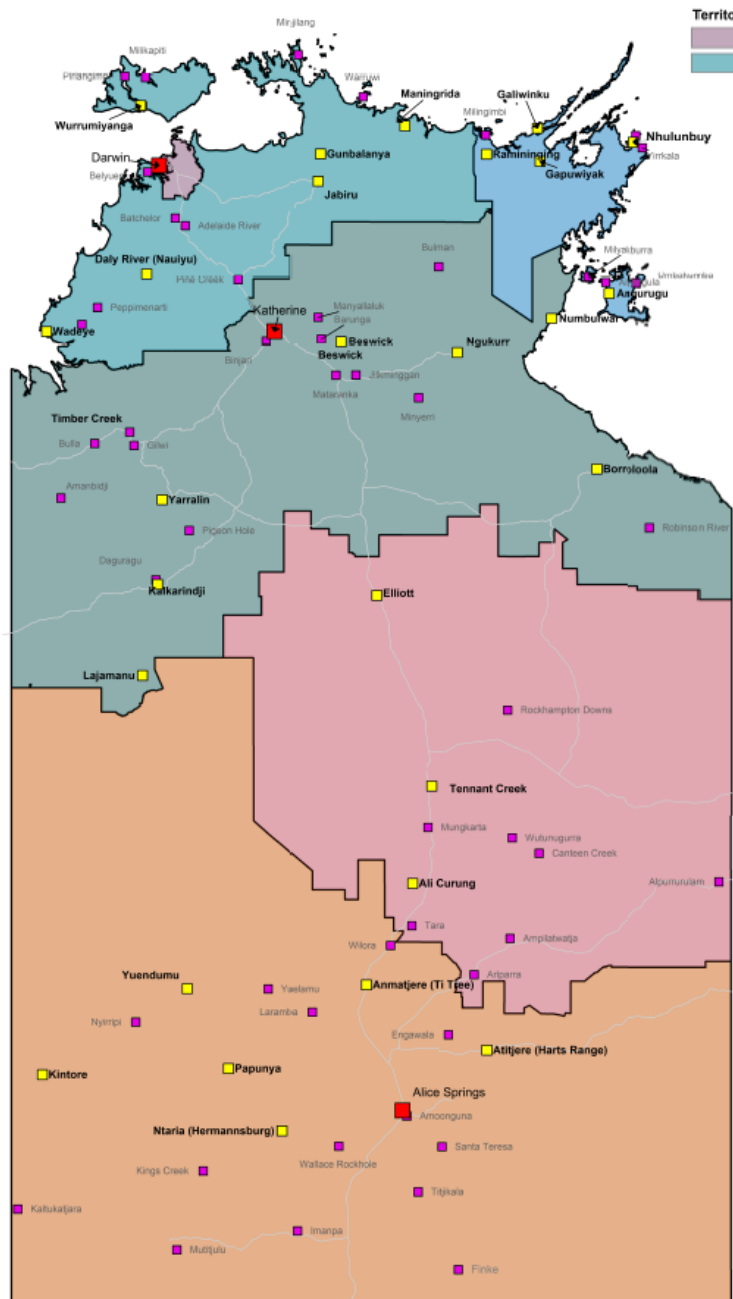 Territo
Minjilang
Milikapiti
Warruwi
Maningrida
Galiwinku
Milingimbi
Wurrumiyanga
Nhulunbuy
Yirrkala
Darwin
Gunbalanya
Ramininging
Gapuwiyak
Jabiru
Batchelor
Adelaide River
Milyakburra
Bulman
Daly River (Nauiyu)
Pine Creek
Angurugu
Manyallaluk
Peppimenarti
Katherine
Barunga
Numbulwar
Wadeye
Beswick
Ngukurr
Binjari
Beswick
Jilkminggan
Mataranka
Minyerri
Timber Creek
Bulla
Gilwi
Borroloola
Amanbidji
Yarralin
Pigeon Hole
Robinson River
Daguragu
Kalkarindji
Elliott
Lajamanu
Rockhampton Downs
Tennant Creek
Mungkarta
Wutunugurra
Canteen Creek
Ali Curung
Alpurrurulam
Tara
Ampilatwatja
Wilora
Arlparra
Yuendumu
Yuelamu
Anmatjere (Ti Tree)
Laramba
Nyirripi
Engawala
Atitjere (Harts Range)
Kintore
Papunya
Alice Springs
Amoonguna
Ntaria (Hermannsburg)
Santa Teresa
Wallace Rockhole
Kings Creek
Titjikala
Kaltukatjara
Imanpa
Mutitjulu
Finke